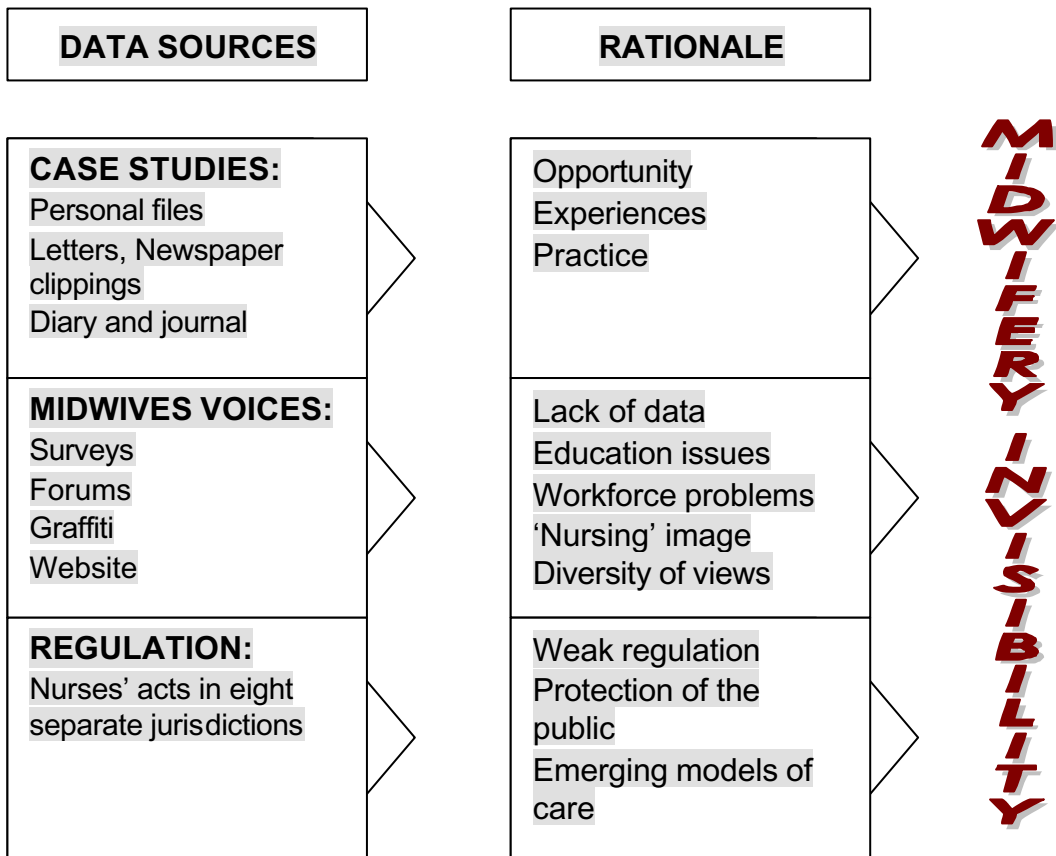 DATA SOURCES
RATIONALE
CASE STUDIES:
Personal files
Letters, Newspaper
clippings
Diary and journal
Opportunity
Experiences
Practice
MIDWIVES VOICES:
Surveys
Forums
Graffiti
Website
Lack of data
Education issues
Workforce problems
‘Nursing’ image
Diversity of views
REGULATION:
Nurses’ acts in eight
separate jurisdictions
Weak regulation
Protection of the
public
Emerging models of
care
MIDWIFERY INVISIBILITY